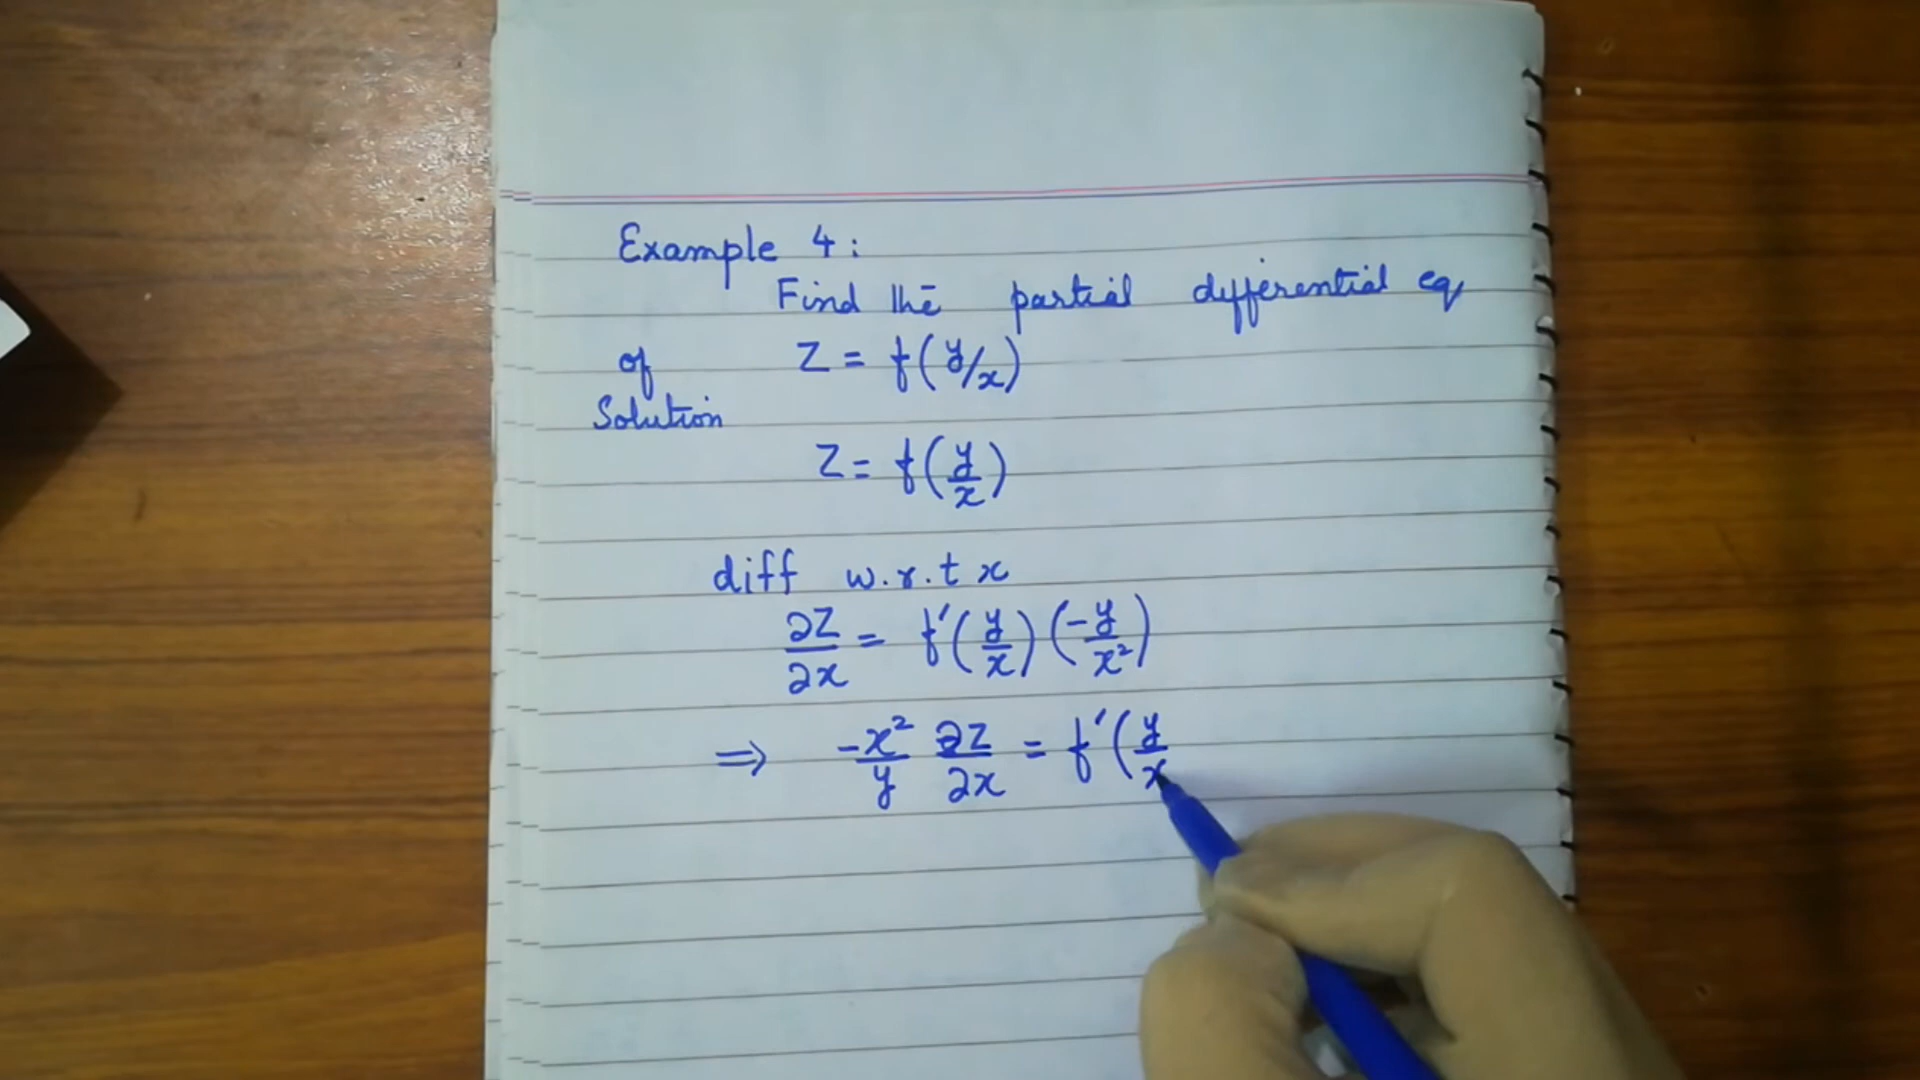 Example 4:
Find the partial differential eq
of Z = f(y/x)
Solution
Z = f(y/x)
diff w.r.t x
∂Z/∂x = f′(y/x)(-y/x²)
⇒ -x²/y ∂Z/∂x = f′(y/x